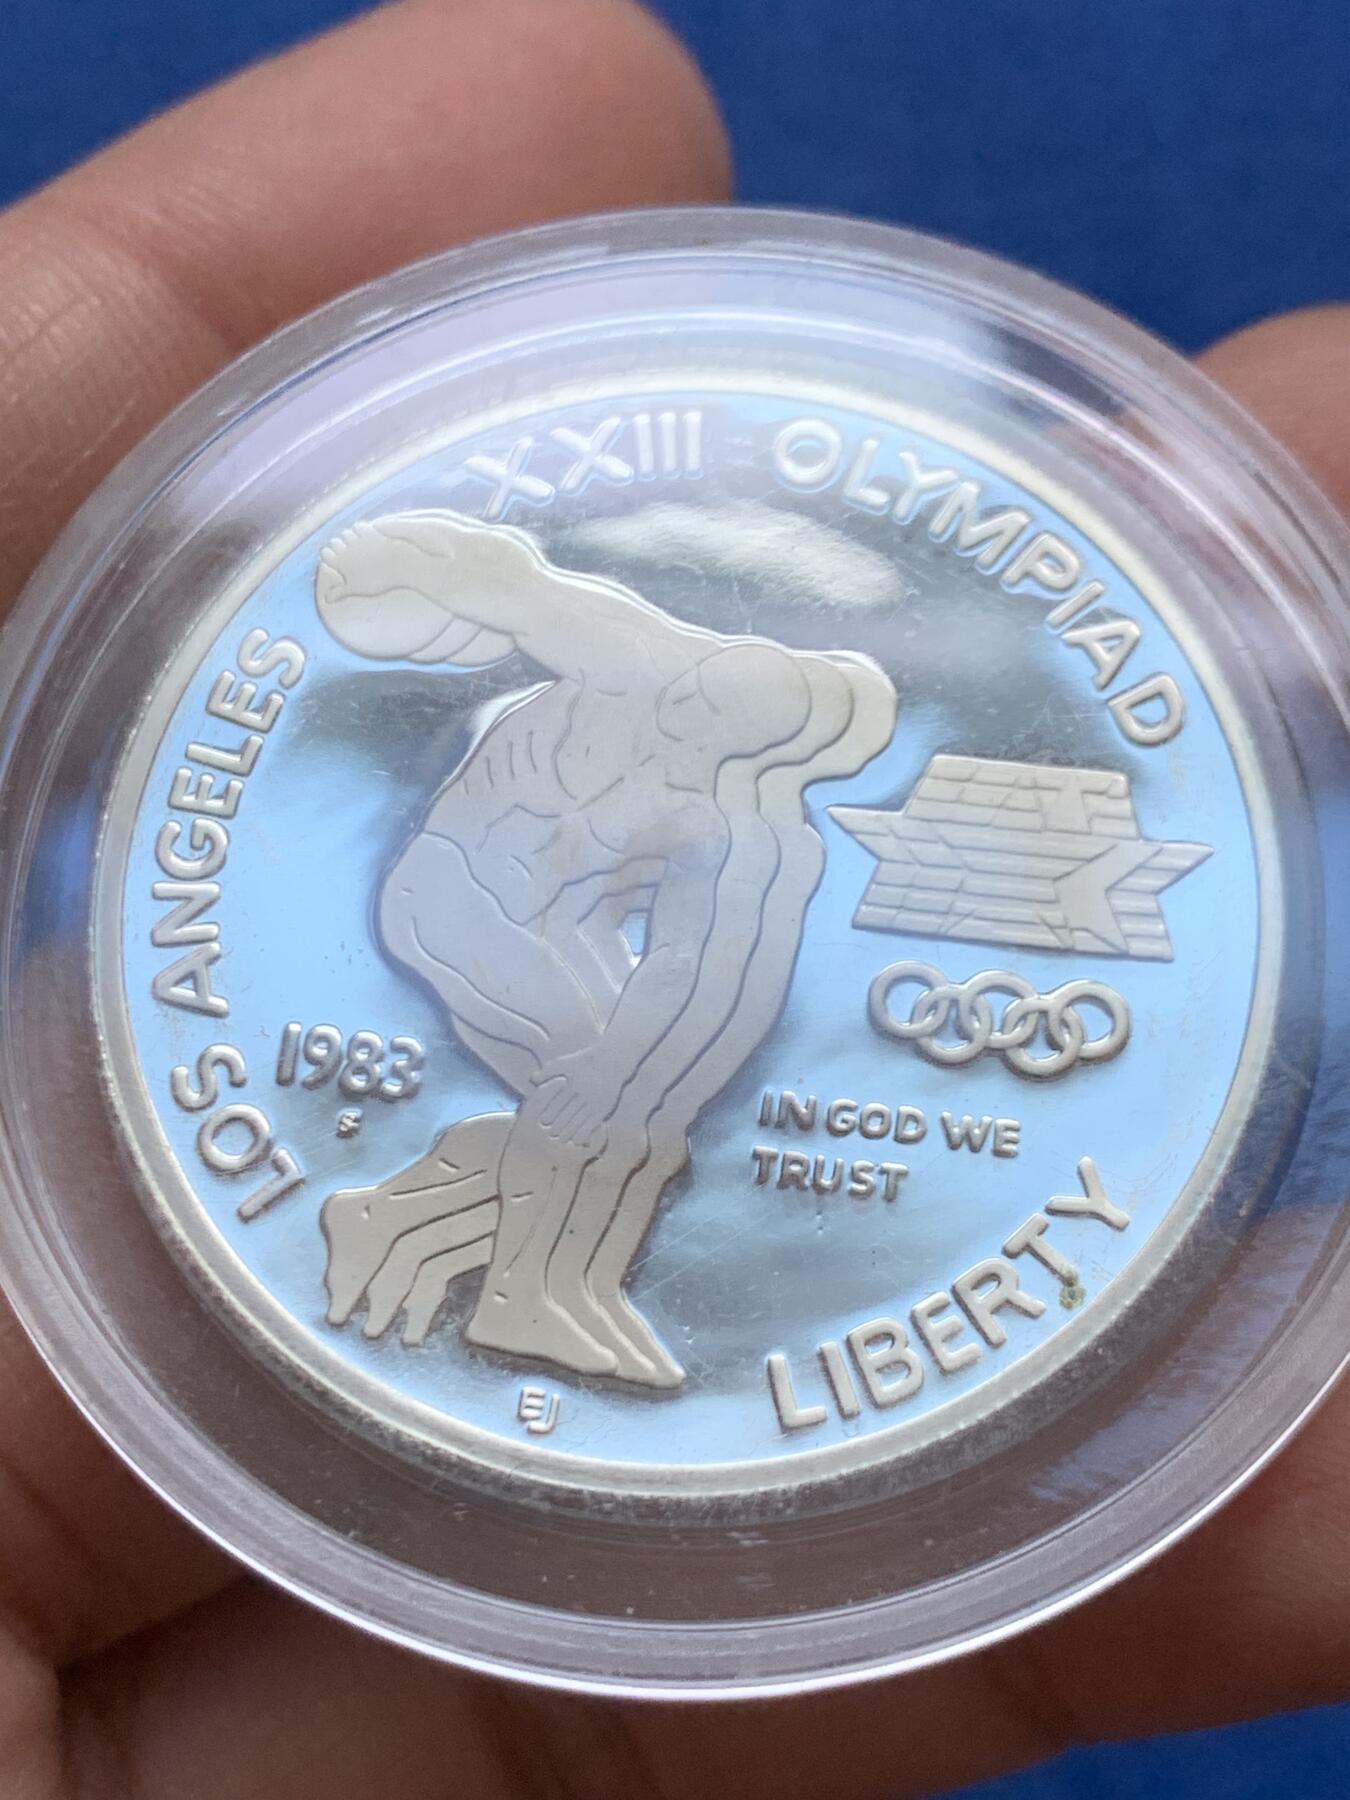 XXIII OLYMPIAD
LOS ANGELES
1983
S
IN GOD WE
TRUST
LIBERTY
EJ